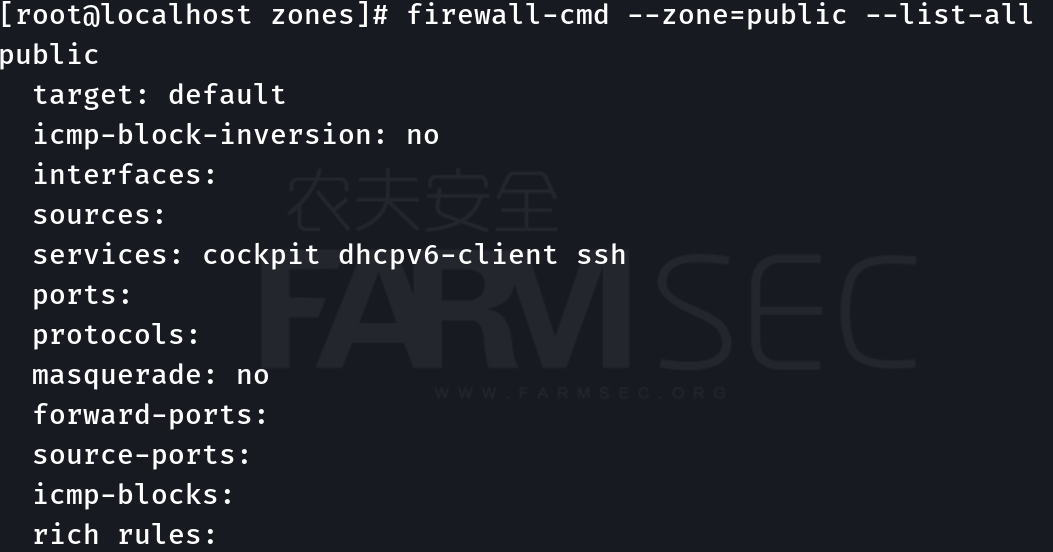 [root@localhost zones]# firewall-cmd --zone=public --list-all
public
  target: default
  icmp-block-inversion: no
  interfaces:
  sources:
  services: cockpit dhcpv6-client ssh
  ports:
  protocols:
  masquerade: no
  forward-ports:
  source-ports:
  icmp-blocks:
  rich rules:
农夫安全
FARMSEC
WWW.FARMSEC.ORG